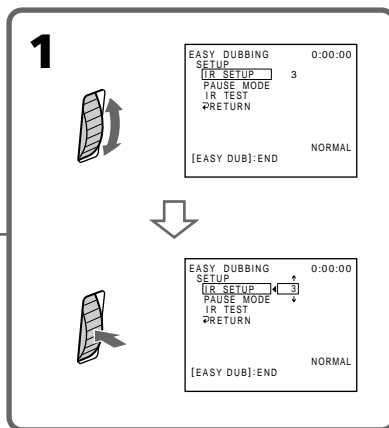 1
EASY DUBBING 0:00:00
SETUP
IR SETUP 3
PAUSE MODE
IR TEST
RETURN
NORMAL
[EASY DUB]:END
EASY DUBBING 0:00:00
SETUP
IR SETUP 3
PAUSE MODE
IR TEST
RETURN
NORMAL
[EASY DUB]:END